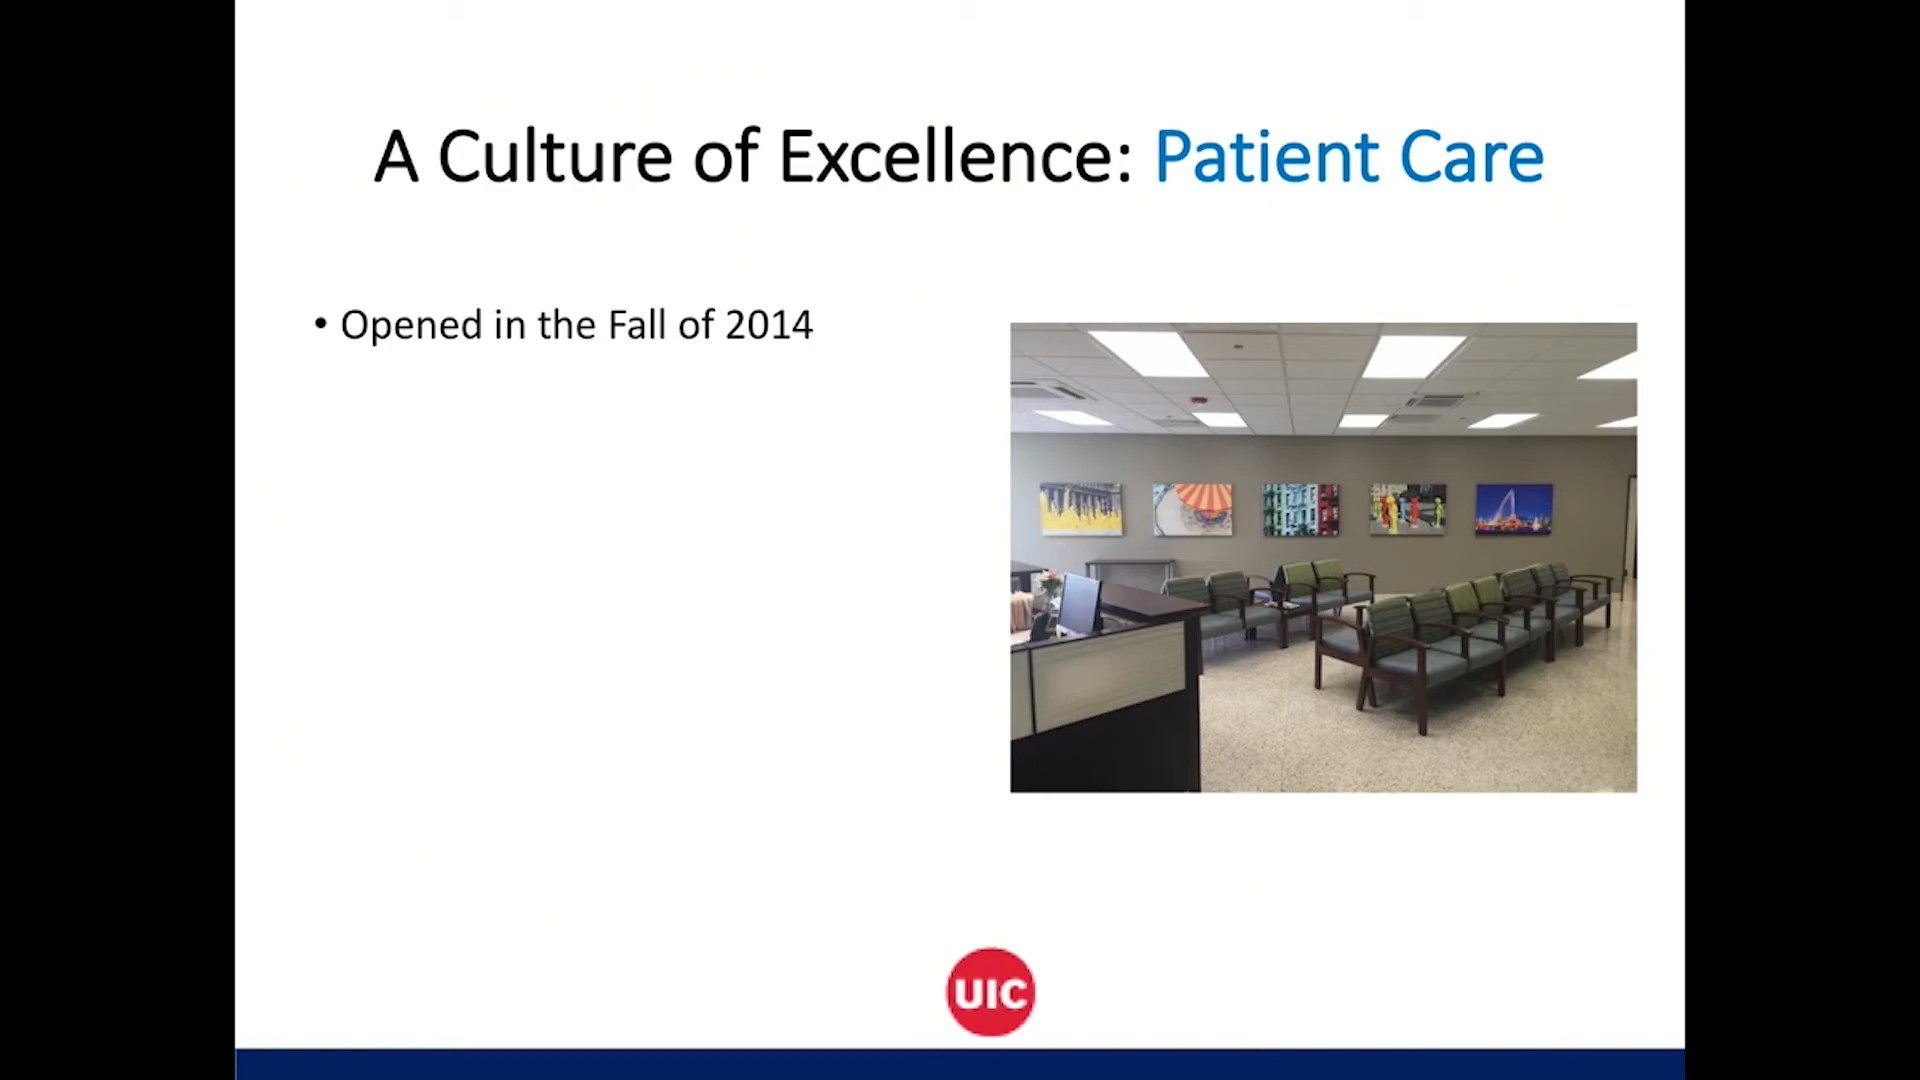 A Culture of Excellence: Patient Care
• Opened in the Fall of 2014
UIC